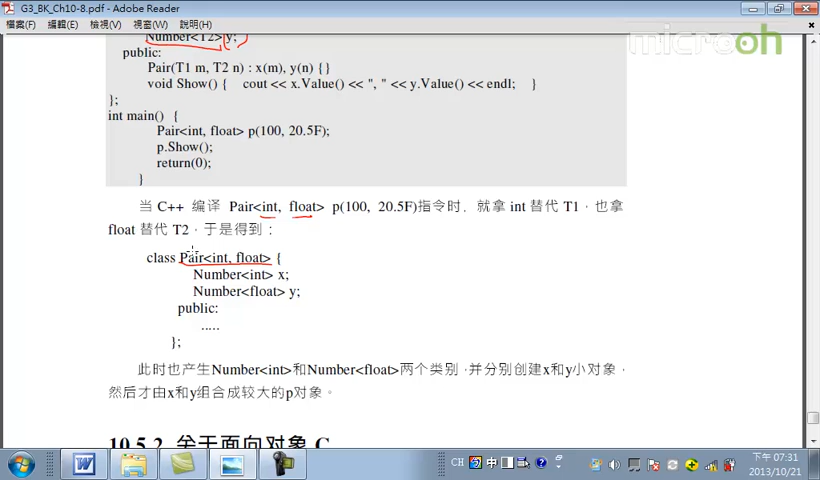 G3_BK_Ch10-8.pdf - Adobe Reader
檔案(F) 編輯(E) 檢視(V) 視窗(W) 說明(H)
microoh
Number<T2> y;
public:
Pair(T1 m, T2 n) : x(m), y(n) {}
void Show() { cout << x.Value() << ", " << y.Value() << endl; }
};
int main() {
Pair<int, float> p(100, 20.5F);
p.Show();
return(0);
}
当 C++ 编译 Pair<int, float> p(100, 20.5F)指令时，就拿 int 替代 T1，也拿
float 替代 T2，于是得到：
class Pair<int, float> {
Number<int> x;
Number<float> y;
public:
.....
};
此时也产生Number<int>和Number<float>两个类别，并分别创建x和y小对象，
然后才由x和y组合成较大的p对象。
10.5.2 关于面向对象 C
CH 中
下午 07:31
2013/10/21